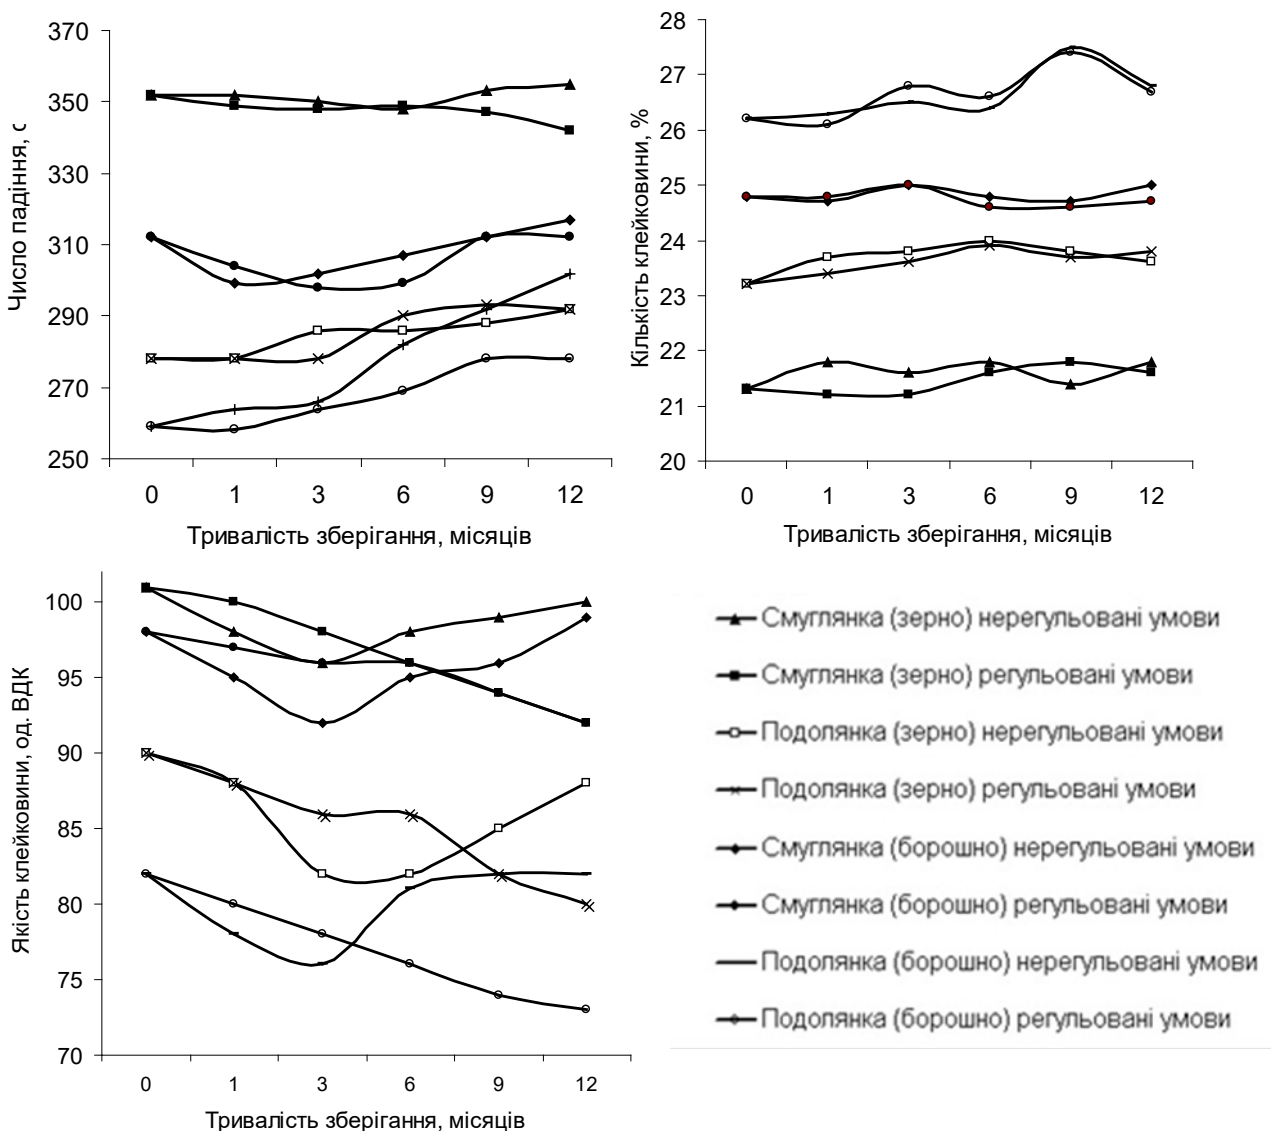 370
350
330
310
290
270
250
Число падіння, с
0 1 3 6 9 12
Тривалість зберігання, місяців
28
27
26
25
24
23
22
21
20
Кількість клейковини, %
0 1 3 6 9 12
Тривалість зберігання, місяців
100
95
90
85
80
75
70
Якість клейковини, од. ВДК
0 1 3 6 9 12
Тривалість зберігання, місяців
Смуглянка (зерно) нерегульовані умови
Смуглянка (зерно) регульовані умови
Подолянка (зерно) нерегульовані умови
Подолянка (зерно) регульовані умови
Смуглянка (борошно) нерегульовані умови
Смуглянка (борошно) регульовані умови
Подолянка (борошно) нерегульовані умови
Подолянка (борошно) регульовані умови